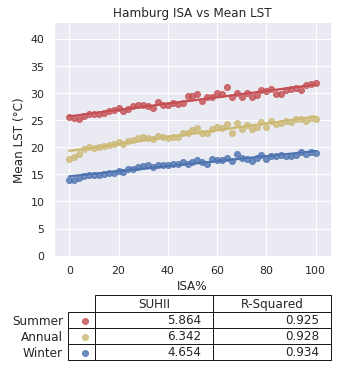 Hamburg ISA vs Mean LST
Mean LST (°C)
40
35
30
25
20
15
10
5
0
0 20 40 60 80 100
ISA%
SUHII R-Squared
Summer 5.864 0.925
Annual 6.342 0.928
Winter 4.654 0.934